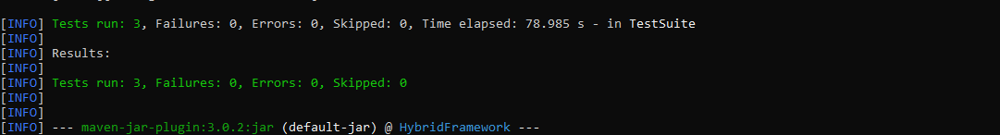 [INFO] Tests run: 3, Failures: 0, Errors: 0, Skipped: 0, Time elapsed: 78.985 s - in TestSuite
[INFO]
[INFO] Results:
[INFO]
[INFO] Tests run: 3, Failures: 0, Errors: 0, Skipped: 0
[INFO]
[INFO]
[INFO] --- maven-jar-plugin:3.0.2:jar (default-jar) @ HybridFramework ---